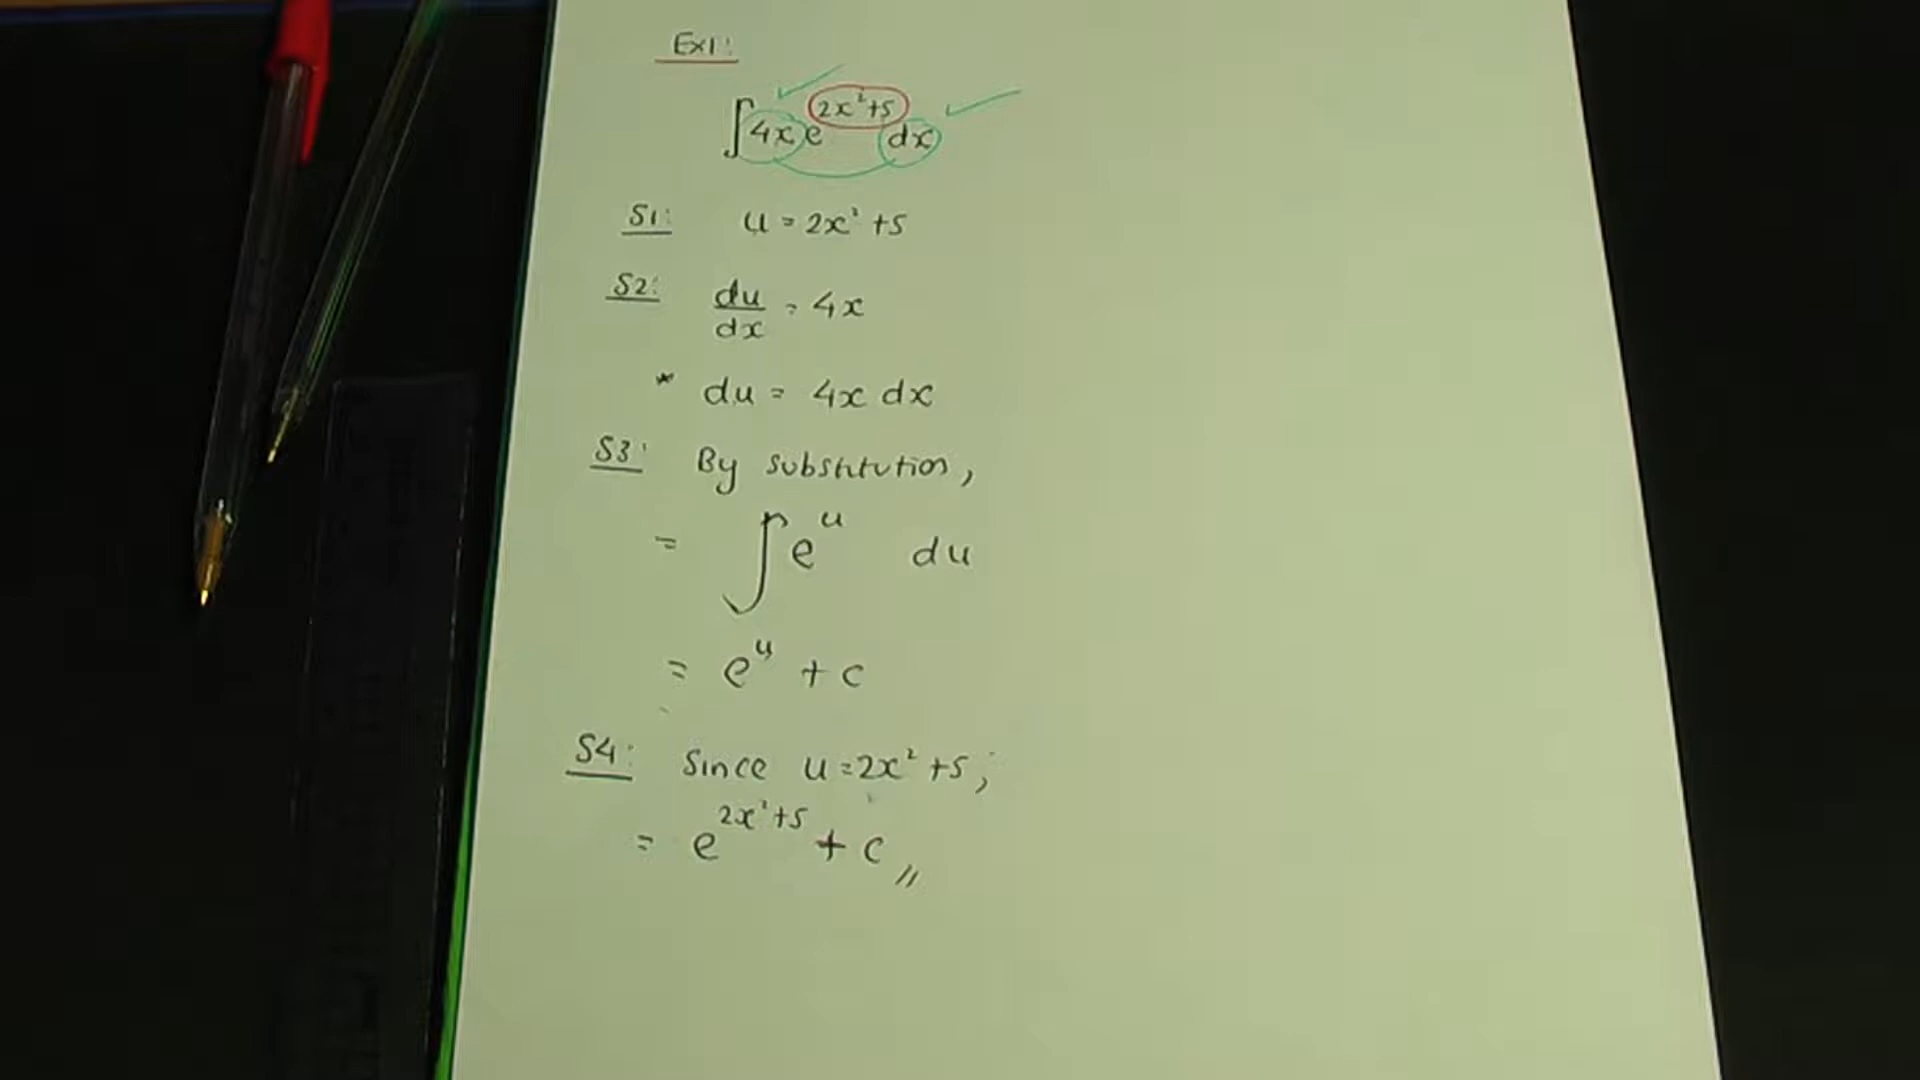 Ex1:
∫4x e^(2x²+5) dx
S1: u = 2x² + 5
S2: du/dx = 4x
* du = 4x dx
S3: By substitution,
= ∫ e^u du
= e^u + c
S4: Since u = 2x² + 5,
= e^(2x²+5) + c //